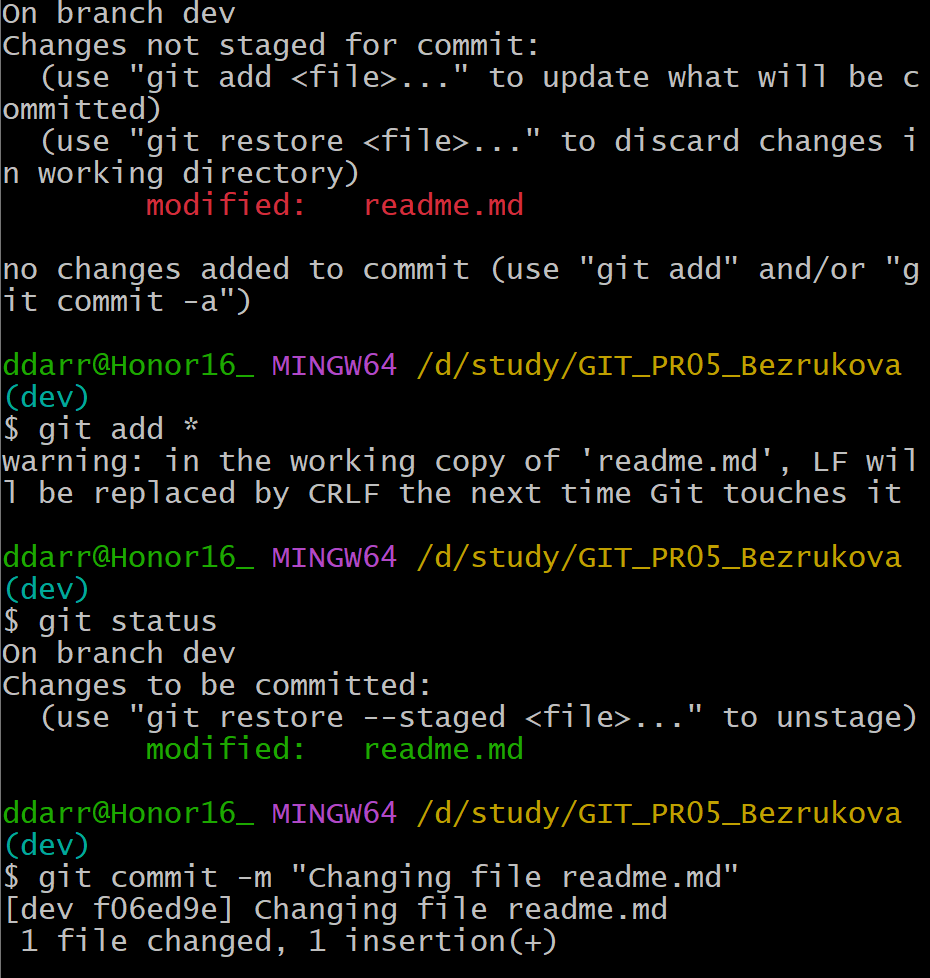 On branch dev
Changes not staged for commit:
  (use "git add <file>..." to update what will be c
ommitted)
  (use "git restore <file>..." to discard changes i
n working directory)
        modified:   readme.md

no changes added to commit (use "git add" and/or "g
it commit -a")

ddarr@Honor16_ MINGW64 /d/study/GIT_PR05_Bezrukova
(dev)
$ git add *
warning: in the working copy of 'readme.md', LF wil
l be replaced by CRLF the next time Git touches it

ddarr@Honor16_ MINGW64 /d/study/GIT_PR05_Bezrukova
(dev)
$ git status
On branch dev
Changes to be committed:
  (use "git restore --staged <file>..." to unstage)
        modified:   readme.md

ddarr@Honor16_ MINGW64 /d/study/GIT_PR05_Bezrukova
(dev)
$ git commit -m "Changing file readme.md"
[dev f06ed9e] Changing file readme.md
 1 file changed, 1 insertion(+)